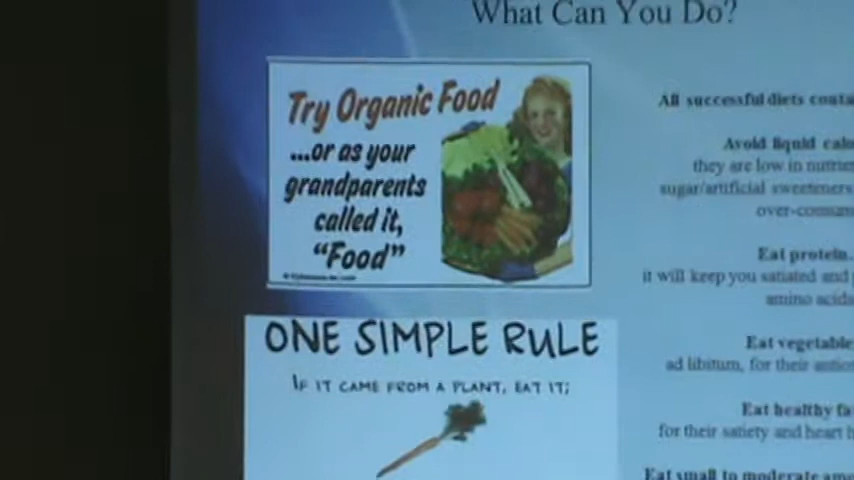 What Can You Do?
Try Organic Food
...or as your
grandparents
called it,
"Food"
ONE SIMPLE RULE
IF IT CAME FROM A PLANT, EAT IT;
All successful diets conta
Avoid liquid calo
they are low in nutrien
sugar/artificial sweeteners
over-consum
Eat protein.
it will keep you satiated and
amino acids
Eat vegetable
ad libitum, for their antiox
Eat healthy fa
for their satiety and heart h
Eat small to moderate amo